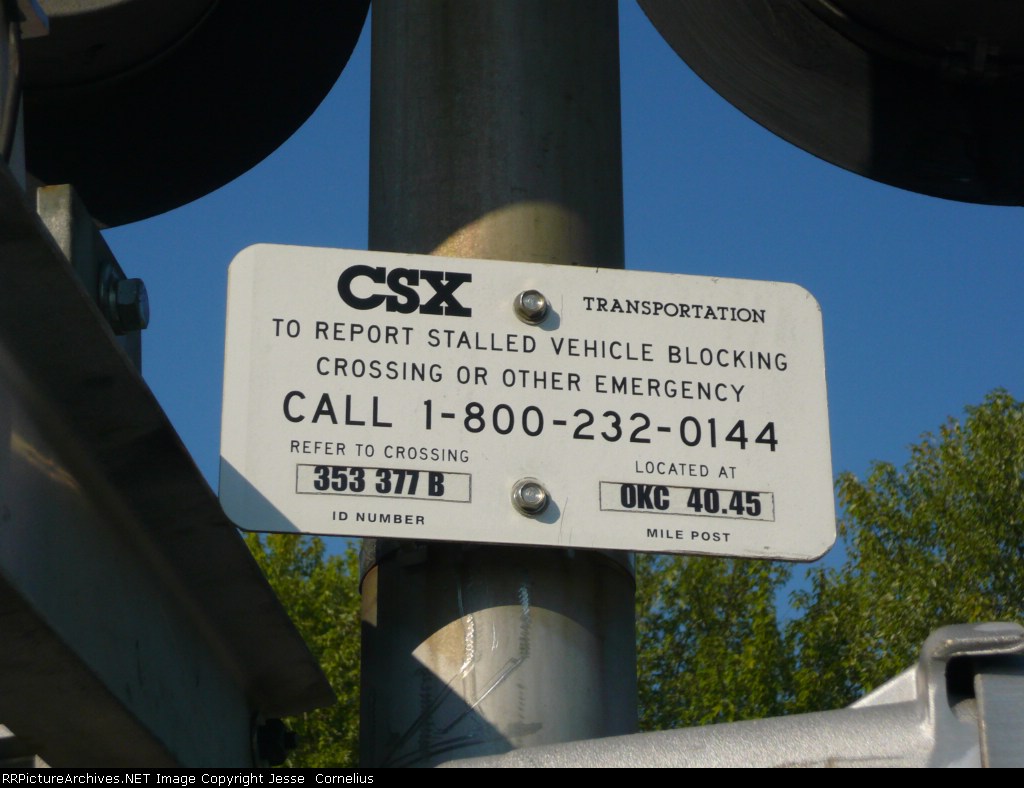 CSX TRANSPORTATION
TO REPORT STALLED VEHICLE BLOCKING
CROSSING OR OTHER EMERGENCY
CALL 1-800-232-0144
REFER TO CROSSING
353 377 B
ID NUMBER
LOCATED AT
OKC 40.45
MILE POST
RRPictureArchives.NET Image Copyright Jesse Cornelius